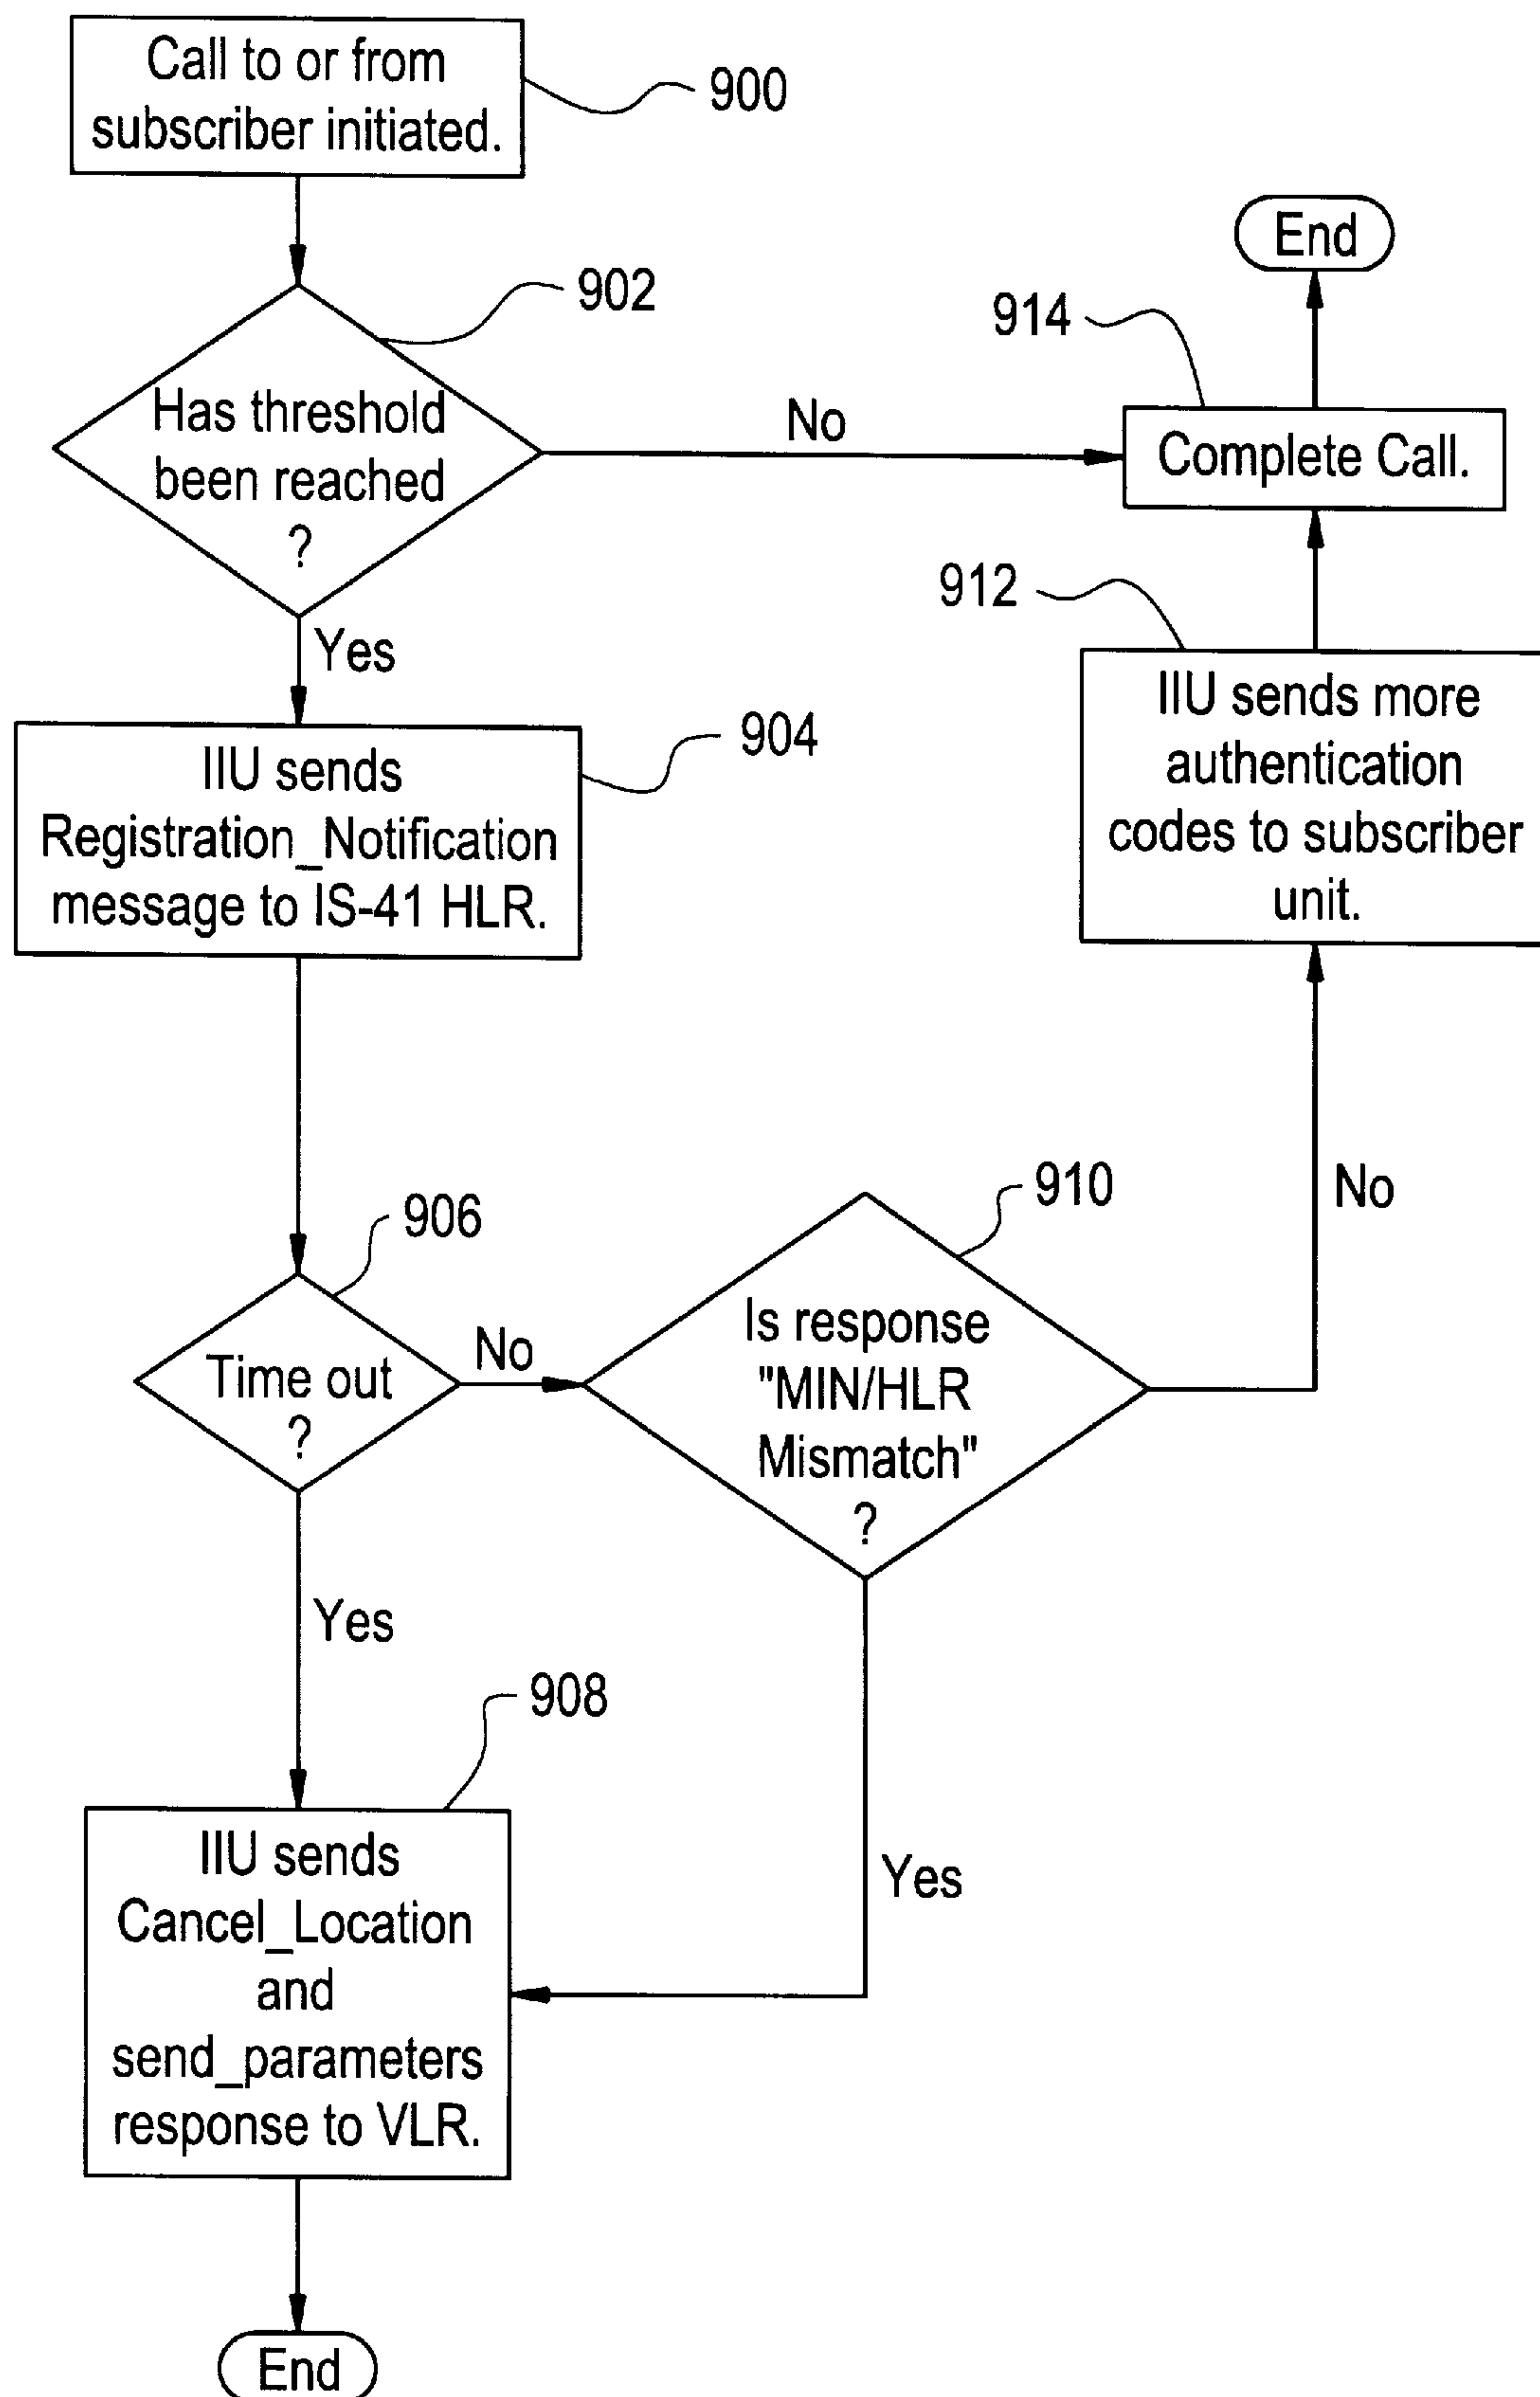 Call to or from
subscriber initiated.
900
902
Has threshold
been reached
?
No
Yes
End
914
Complete Call.
912
IIU sends more
authentication
codes to subscriber
unit.
No
IIU sends
Registration_Notification
message to IS-41 HLR.
904
906
Time out
?
No
Yes
910
Is response
"MIN/HLR
Mismatch"
?
Yes
908
IIU sends
Cancel_Location
and
send_parameters
response to VLR.
End